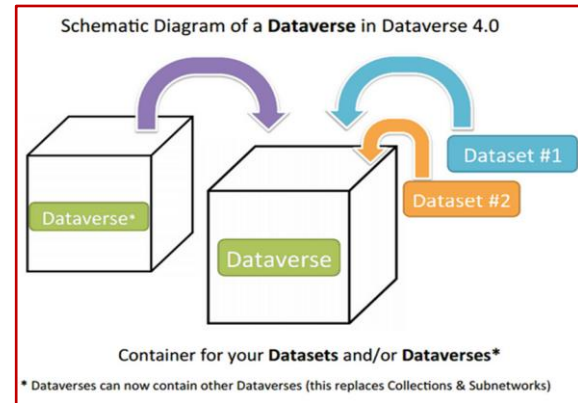 Schematic Diagram of a Dataverse in Dataverse 4.0
Dataset #1
Dataset #2
Dataverse*
Dataverse
Container for your Datasets and/or Dataverses*
* Dataverses can now contain other Dataverses (this replaces Collections & Subnetworks)